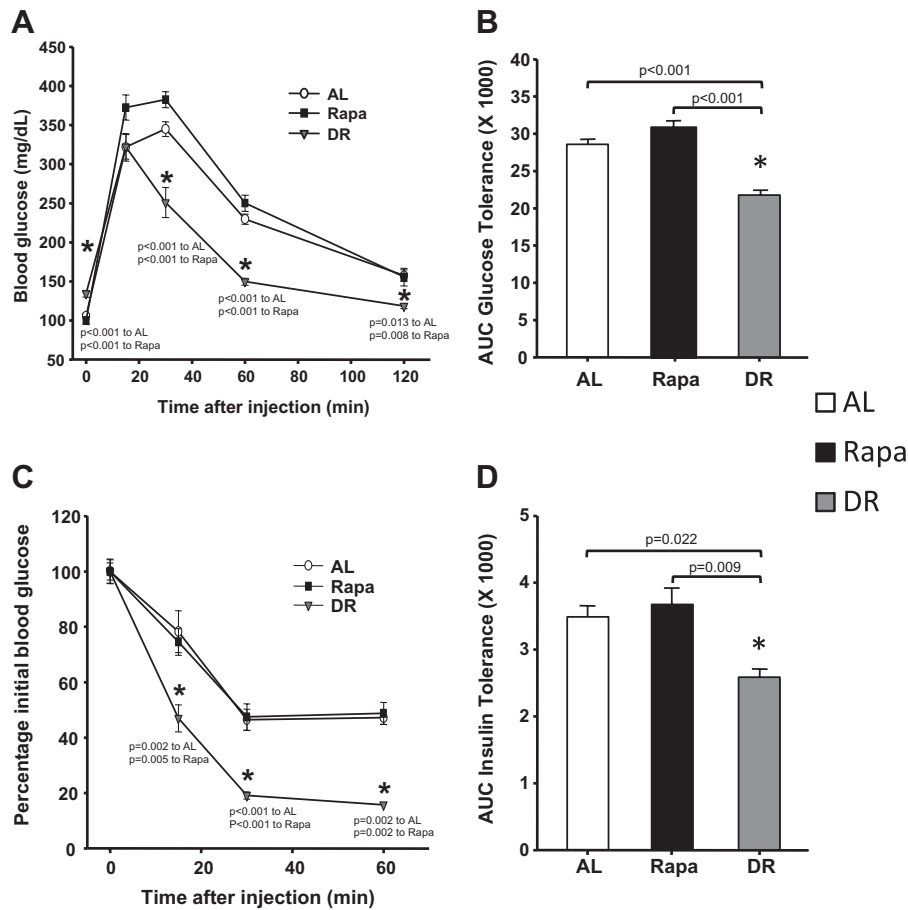 A
Blood glucose (mg/dL)
450
400
350
300
250
200
150
100
50
AL
Rapa
DR
*
*
*
*
p<0.001 to AL
p<0.001 to Rapa
p<0.001 to AL
p<0.001 to Rapa
p<0.001 to AL
p<0.001 to Rapa
p=0.013 to AL
p=0.008 to Rapa
0 20 40 60 80 100 120
Time after injection (min)
B
AUC Glucose Tolerance (X 1000)
40
35
30
25
20
15
10
5
0
p<0.001
p<0.001
*
AL Rapa DR
AL
Rapa
DR
C
Percentage initial blood glucose
120
100
80
60
40
20
0
AL
Rapa
DR
*
*
*
p=0.002 to AL
p=0.005 to Rapa
p<0.001 to AL
P<0.001 to Rapa
p=0.002 to AL
p=0.002 to Rapa
0 20 40 60
Time after injection (min)
D
AUC Insulin Tolerance (X 1000)
5
4
3
2
1
0
p=0.022
p=0.009
*
AL Rapa DR